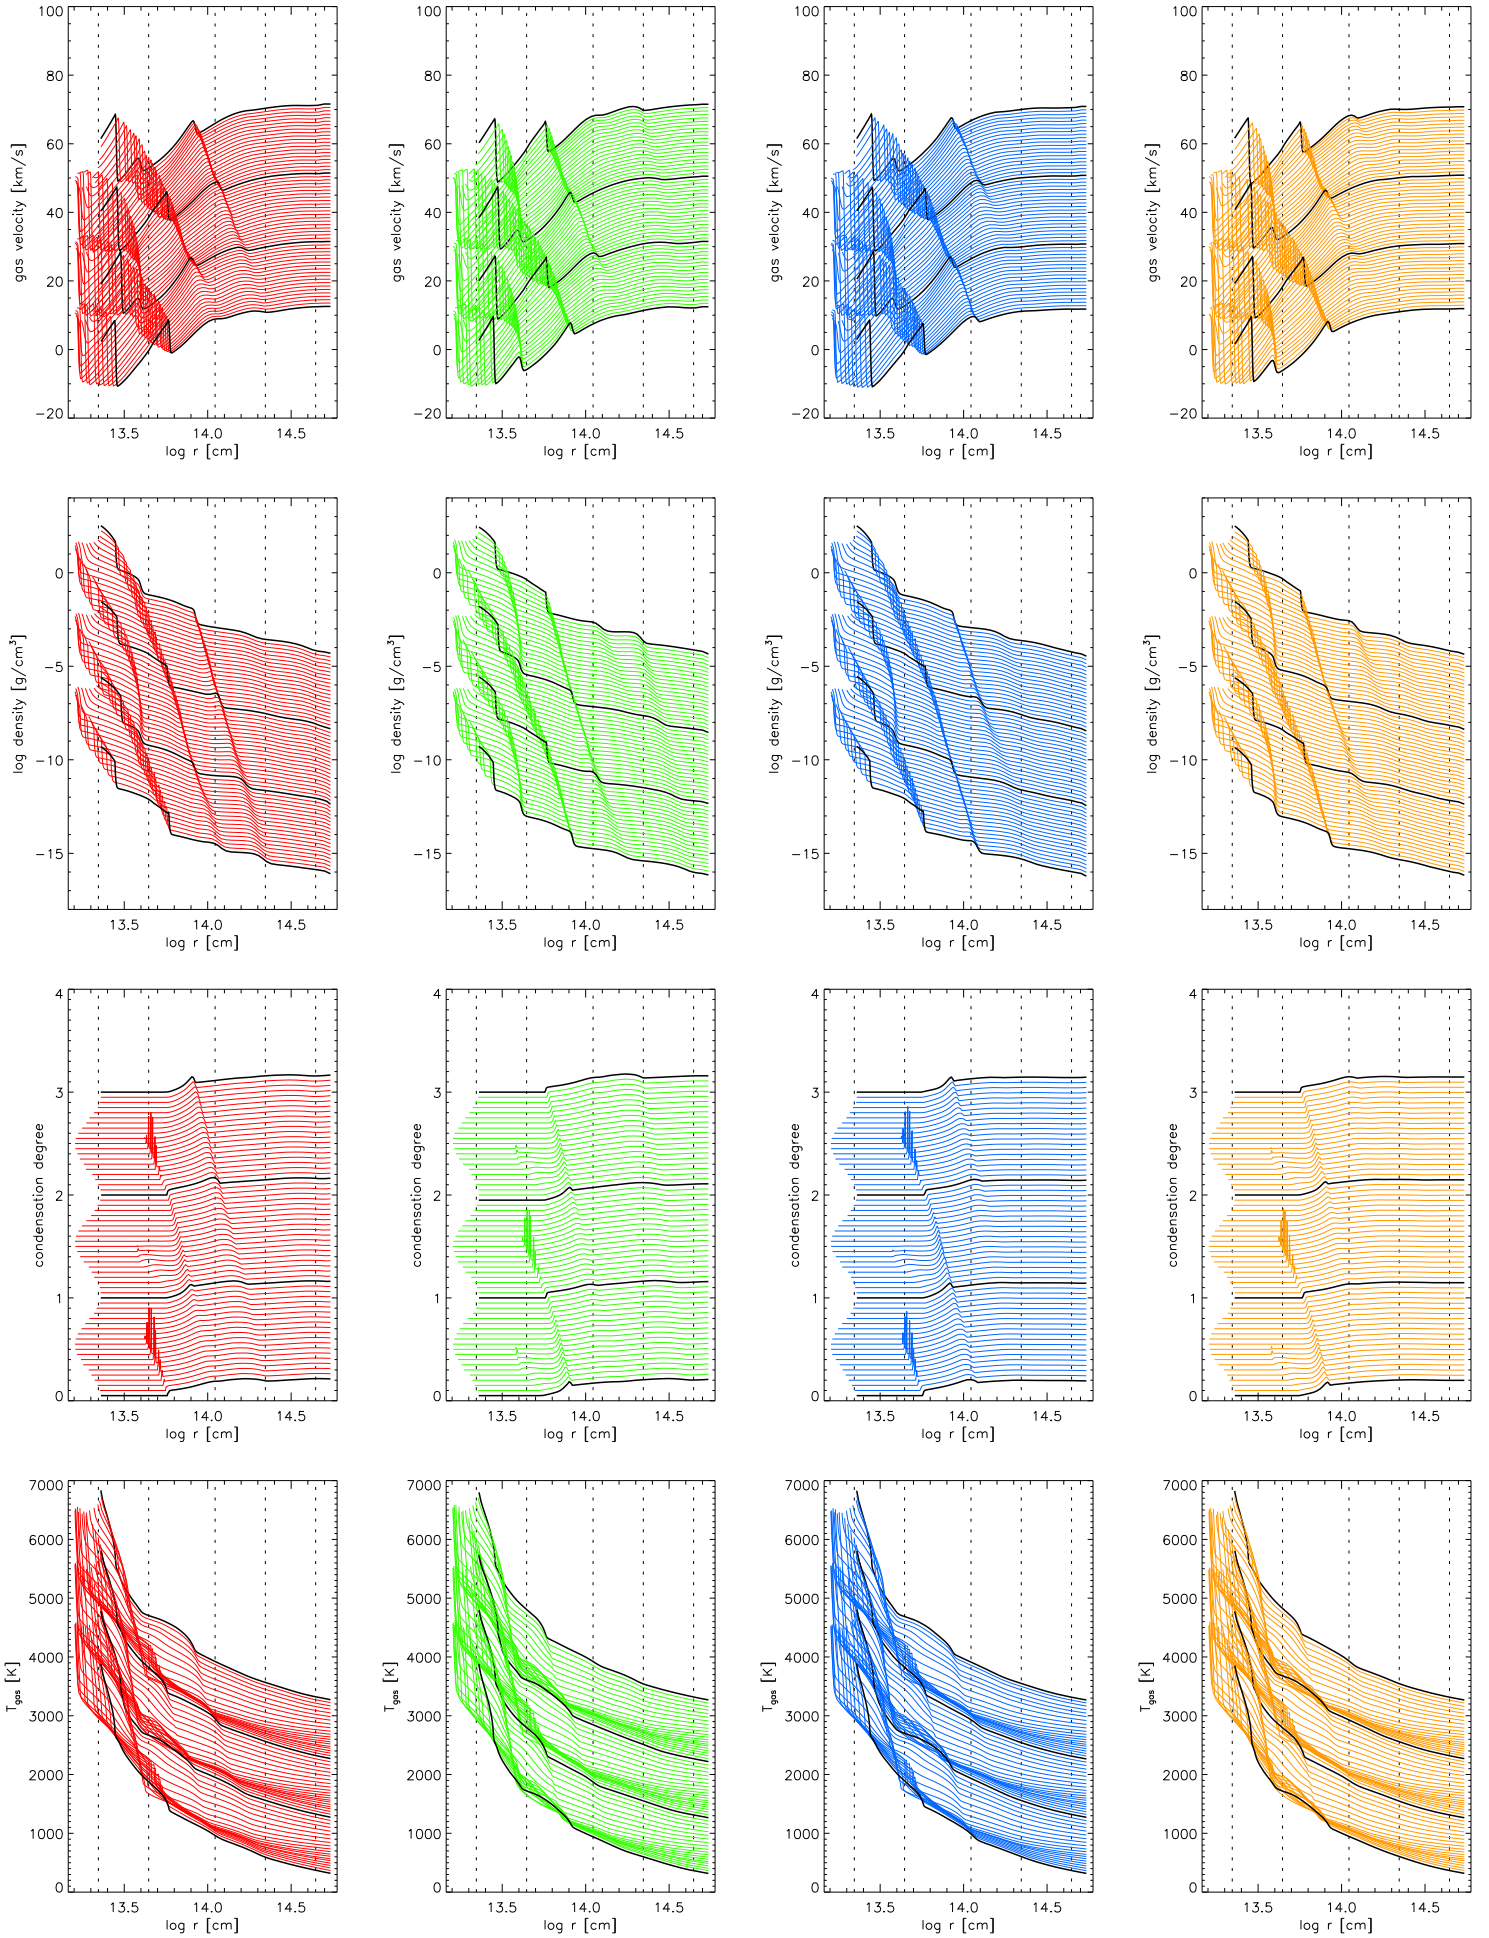 100 100 100 100
80 80 80 80
60 60 60 60
40 40 40 40
20 20 20 20
0 0 0 0
−20 −20 −20 −20
gas velocity [km/s] gas velocity [km/s] gas velocity [km/s] gas velocity [km/s]
13.5 14.0 14.5 13.5 14.0 14.5 13.5 14.0 14.5 13.5 14.0 14.5
log r [cm] log r [cm] log r [cm] log r [cm]
0 0 0 0
−5 −5 −5 −5
−10 −10 −10 −10
−15 −15 −15 −15
log density [g/cm³] log density [g/cm³] log density [g/cm³] log density [g/cm³]
13.5 14.0 14.5 13.5 14.0 14.5 13.5 14.0 14.5 13.5 14.0 14.5
log r [cm] log r [cm] log r [cm] log r [cm]
4 4 4 4
3 3 3 3
2 2 2 2
1 1 1 1
0 0 0 0
condensation degree condensation degree condensation degree condensation degree
13.5 14.0 14.5 13.5 14.0 14.5 13.5 14.0 14.5 13.5 14.0 14.5
log r [cm] log r [cm] log r [cm] log r [cm]
7000 7000 7000 7000
6000 6000 6000 6000
5000 5000 5000 5000
4000 4000 4000 4000
3000 3000 3000 3000
2000 2000 2000 2000
1000 1000 1000 1000
0 0 0 0
Tgas [K] Tgas [K] Tgas [K] Tgas [K]
13.5 14.0 14.5 13.5 14.0 14.5 13.5 14.0 14.5 13.5 14.0 14.5
log r [cm] log r [cm] log r [cm] log r [cm]